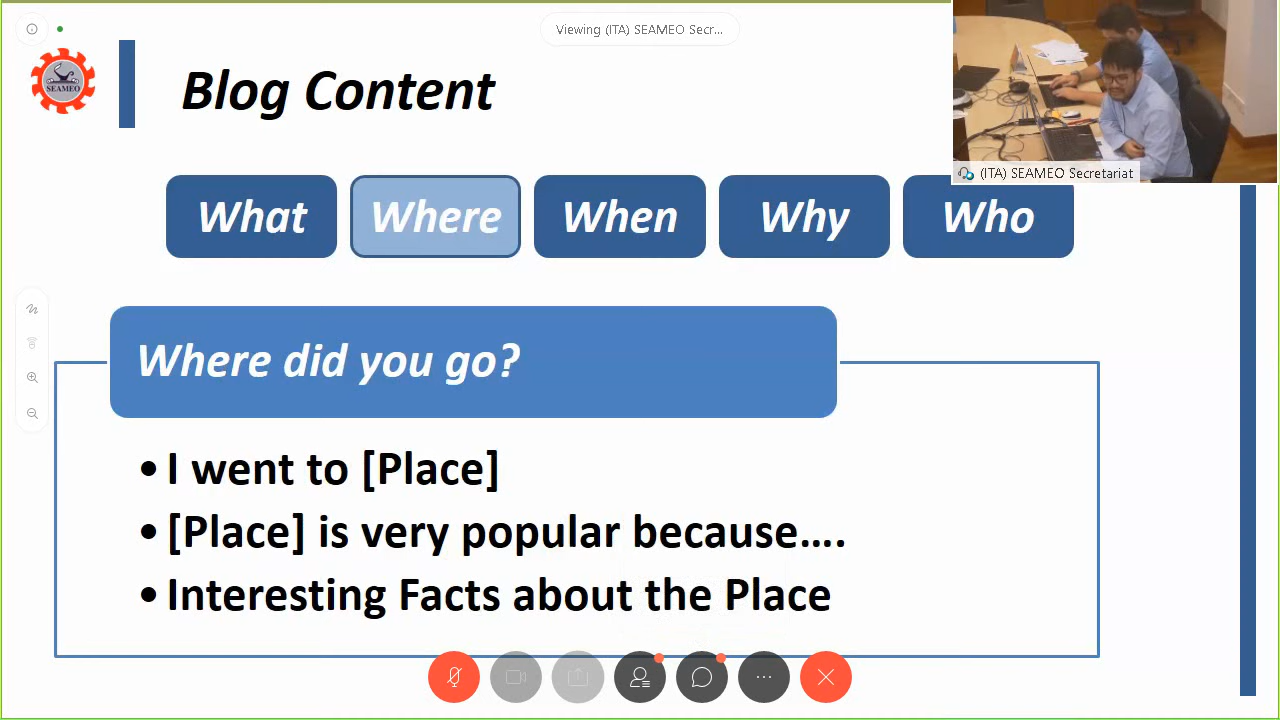 Viewing (ITA) SEAMEO Secr...
SEAMEO
Blog Content
(ITA) SEAMEO Secretariat
What
Where
When
Why
Who
Where did you go?
• I went to [Place]
• [Place] is very popular because....
• Interesting Facts about the Place